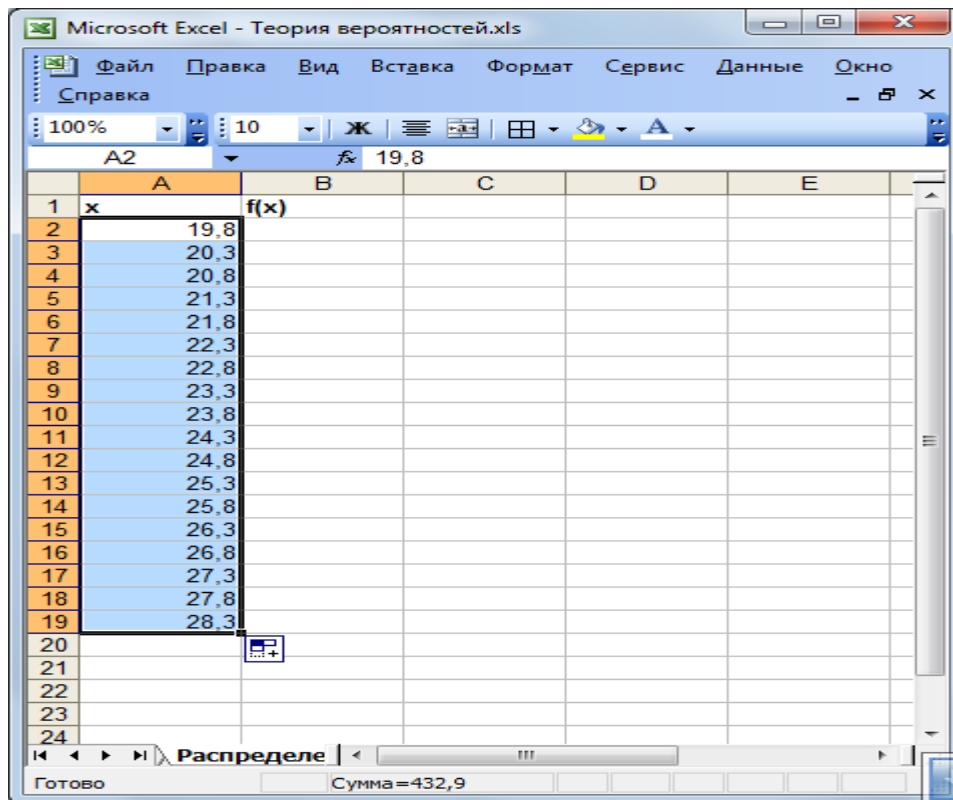 Microsoft Excel - Теория вероятностей.xls
Файл Правка Вид Вставка Формат Сервис Данные Окно
Справка
100% 10 Ж А
A2 fx 19,8
A B C D E
1 x f(x)
2 19,8
3 20,3
4 20,8
5 21,3
6 21,8
7 22,3
8 22,8
9 23,3
10 23,8
11 24,3
12 24,8
13 25,3
14 25,8
15 26,3
16 26,8
17 27,3
18 27,8
19 28,3
20
21
22
23
24
Распределе
Готово Сумма=432,9